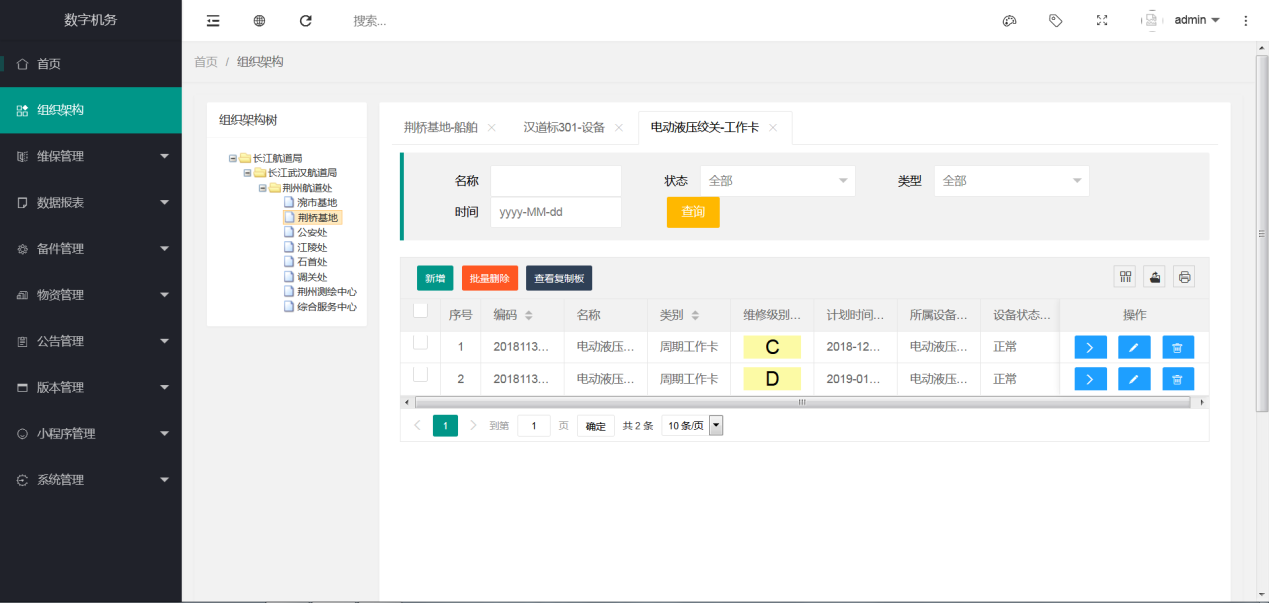 数字机务
搜索...
admin
首页
组织架构
维保管理
数据报表
备件管理
物资管理
公告管理
版本管理
小程序管理
系统管理
首页 / 组织架构
组织架构树
长江航道局
长江武汉航道局
荆州航道处
涴市基地
荆桥基地
公安处
江陵处
石首处
调关处
荆州测绘中心
综合服务中心
荆桥基地-船舶 汉道标301-设备 电动液压绞关-工作卡
名称 状态 全部 类型 全部
时间 yyyy-MM-dd 查询
新增 批量删除 查看复制板
序号 编码 名称 类别 维修级别... 计划时间... 所属设备... 设备状态... 操作
1 2018113... 电动液压... 周期工作卡 C 2018-12... 电动液压... 正常
2 2018113... 电动液压... 周期工作卡 D 2019-01... 电动液压... 正常
1 到第 1 页 确定 共 2 条 10 条/页